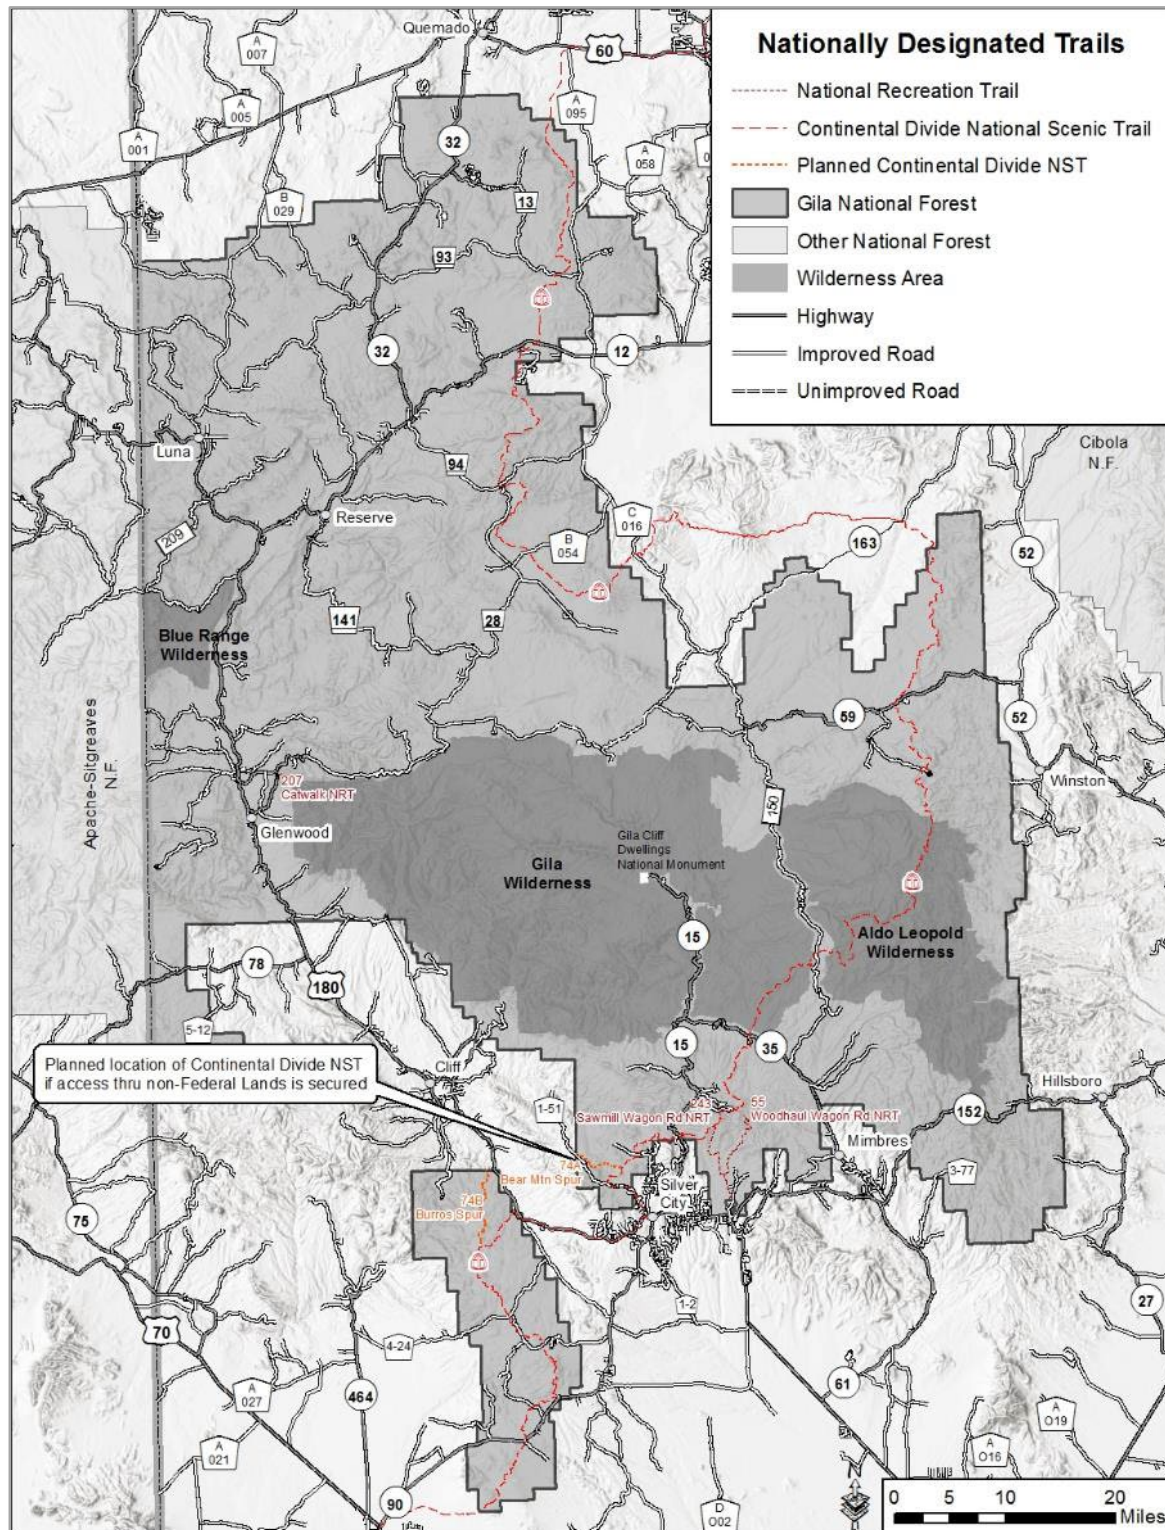 Nationally Designated Trails
National Recreation Trail
Continental Divide National Scenic Trail
Planned Continental Divide NST
Gila National Forest
Other National Forest
Wilderness Area
Highway
Improved Road
Unimproved Road
Quemado
60
A
007
A
005
A
001
A
095
A
058
32
B
029
13
93
32
12
Luna
94
Reserve
209
C
016
B
054
163
Cibola
N.F.
52
Blue Range
Wilderness
141
28
59
52
Apache-Sitgreaves
N.F.
207
Catwalk NRT
Glenwood
150
Winston
Gila Cliff
Dwellings
National Monument
Gila
Wilderness
15
Aldo Leopold
Wilderness
78
180
5-12
Planned location of Continental Divide NST
if access thru non-Federal Lands is secured
Cliff
15
35
Hillsboro
1-51
243
Sawmill Wagon Rd NRT
55
Woodhaul Wagon Rd NRT
152
Mimbres
3-77
74A
Bear Mtn Spur
74B
Burros Spur
Silver
City
75
1-2
27
70
4-24
61
A
027
464
A
021
A
O19
A
O16
90
D
O02
0 5 10 20
Miles